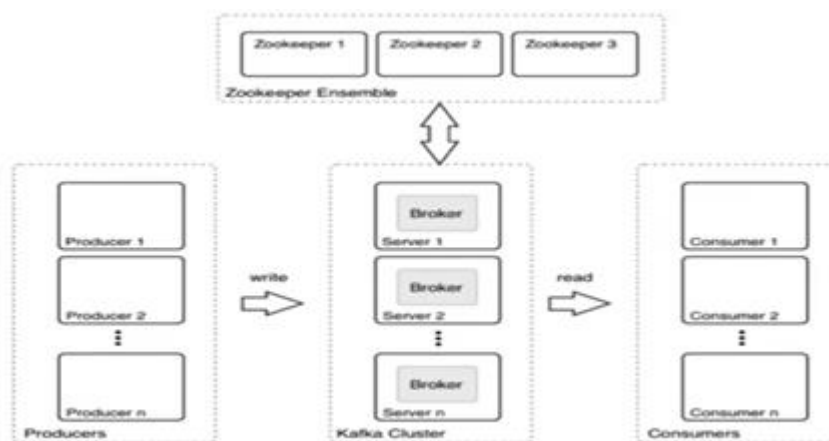 Zookeeper 1
Zookeeper 2
Zookeeper 3
Zookeeper Ensemble
Producer 1
Producer 2
Producer n
Producers
write
Broker
Server 1
Broker
Server 2
Broker
Server n
Kafka Cluster
read
Consumer 1
Consumer 2
Consumer n
Consumers